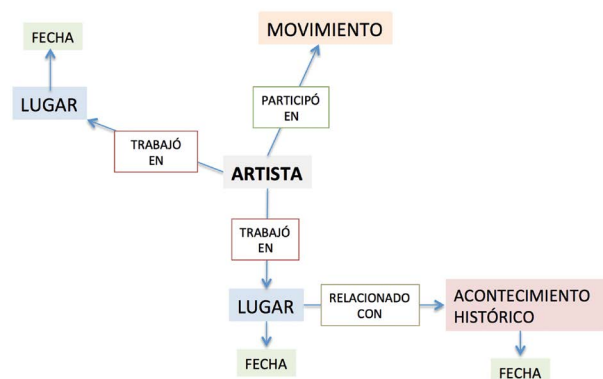 MOVIMIENTO
FECHA
LUGAR
PARTICIPÓ
EN
TRABAJÓ
EN
ARTISTA
TRABAJÓ
EN
LUGAR
RELACIONADO
CON
ACONTECIMIENTO
HISTÓRICO
FECHA
FECHA